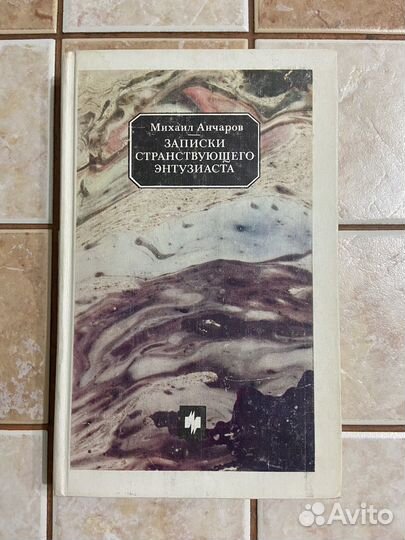 Михаил Анчаров
ЗАПИСКИ
СТРАНСТВУЮЩЕГО
ЭНТУЗИАСТА
Avito